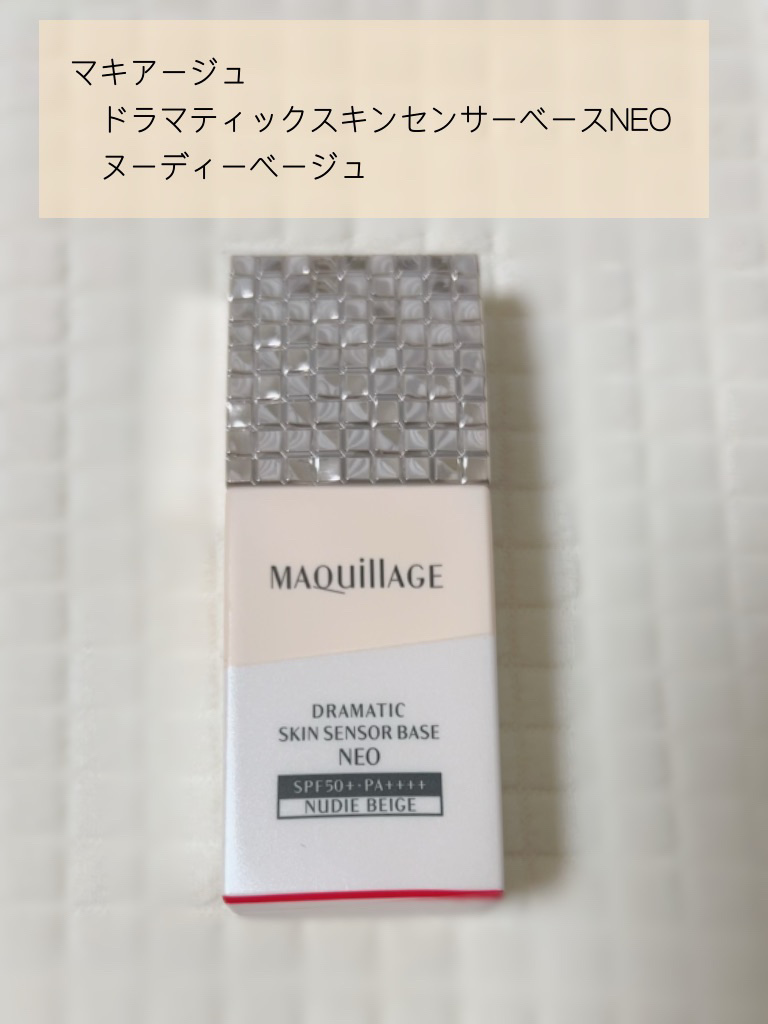 マキアージュ
ドラマティックスキンセンサーベースNEO
ヌーディーベージュ
MAQuillAGE
DRAMATIC
SKIN SENSOR BASE
NEO
SPF50+・PA++++
NUDIE BEIGE